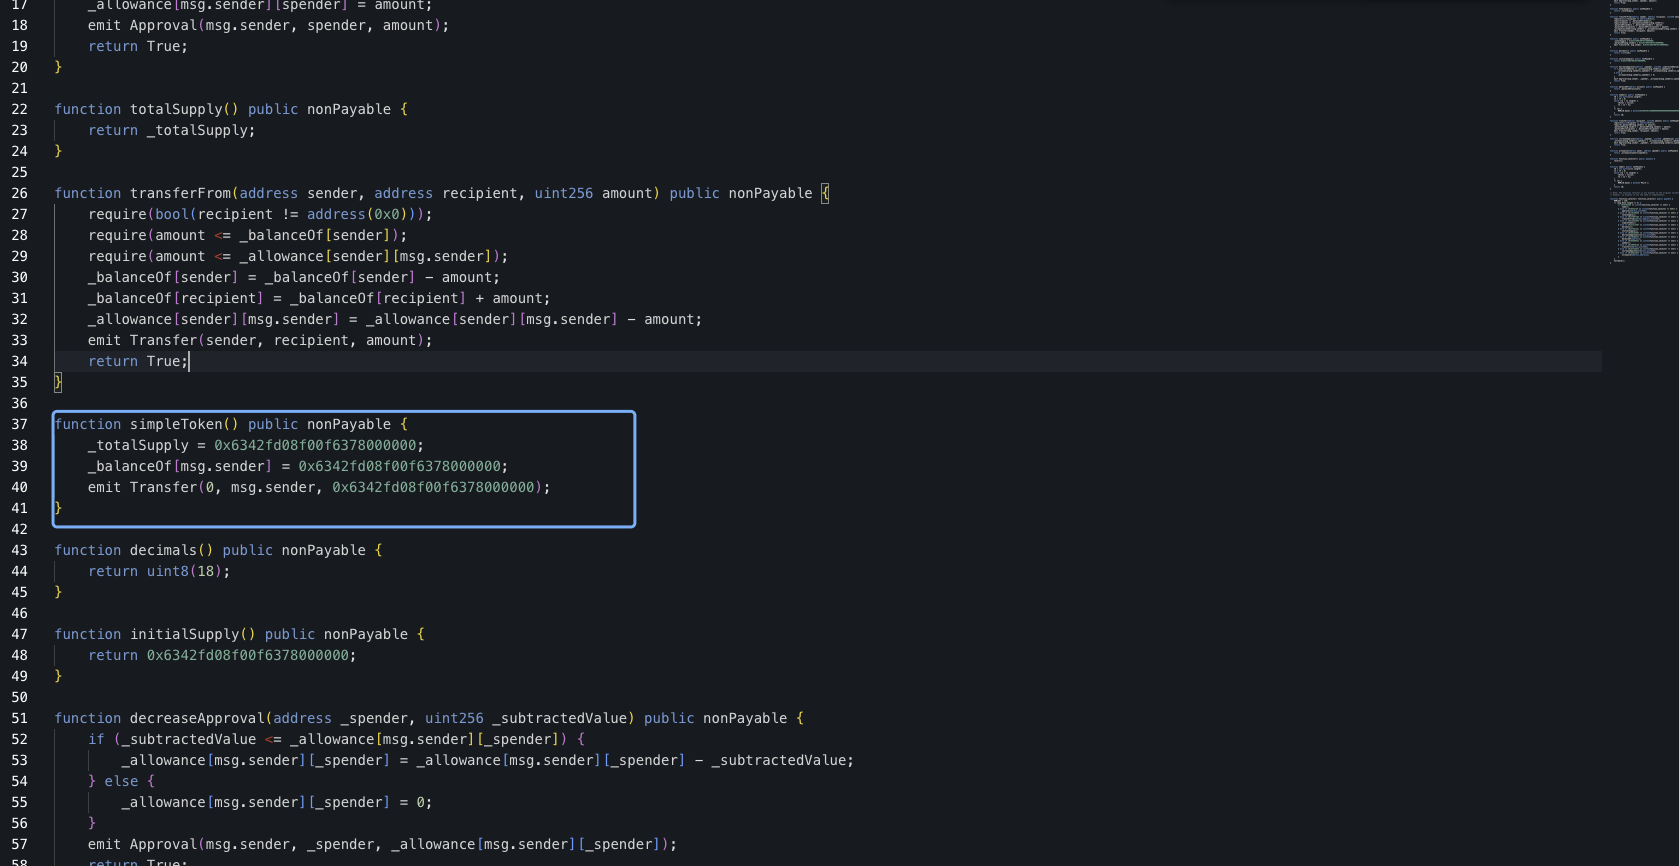 17 _allowance[msg.sender][spender] = amount;
18 emit Approval(msg.sender, spender, amount);
19 return True;
20 }
21
22 function totalSupply() public nonPayable {
23 return _totalSupply;
24 }
25
26 function transferFrom(address sender, address recipient, uint256 amount) public nonPayable {
27 require(bool(recipient != address(0x0)));
28 require(amount <= _balanceOf[sender]);
29 require(amount <= _allowance[sender][msg.sender]);
30 _balanceOf[sender] = _balanceOf[sender] - amount;
31 _balanceOf[recipient] = _balanceOf[recipient] + amount;
32 _allowance[sender][msg.sender] = _allowance[sender][msg.sender] - amount;
33 emit Transfer(sender, recipient, amount);
34 return True;
35 }
36
37 function simpleToken() public nonPayable {
38 _totalSupply = 0x6342fd08f00f6378000000;
39 _balanceOf[msg.sender] = 0x6342fd08f00f6378000000;
40 emit Transfer(0, msg.sender, 0x6342fd08f00f6378000000);
41 }
42
43 function decimals() public nonPayable {
44 return uint8(18);
45 }
46
47 function initialSupply() public nonPayable {
48 return 0x6342fd08f00f6378000000;
49 }
50
51 function decreaseApproval(address _spender, uint256 _subtractedValue) public nonPayable {
52 if (_subtractedValue <= _allowance[msg.sender][_spender]) {
53 _allowance[msg.sender][_spender] = _allowance[msg.sender][_spender] - _subtractedValue;
54 } else {
55 _allowance[msg.sender][_spender] = 0;
56 }
57 emit Approval(msg.sender, _spender, _allowance[msg.sender][_spender]);
58 return True;